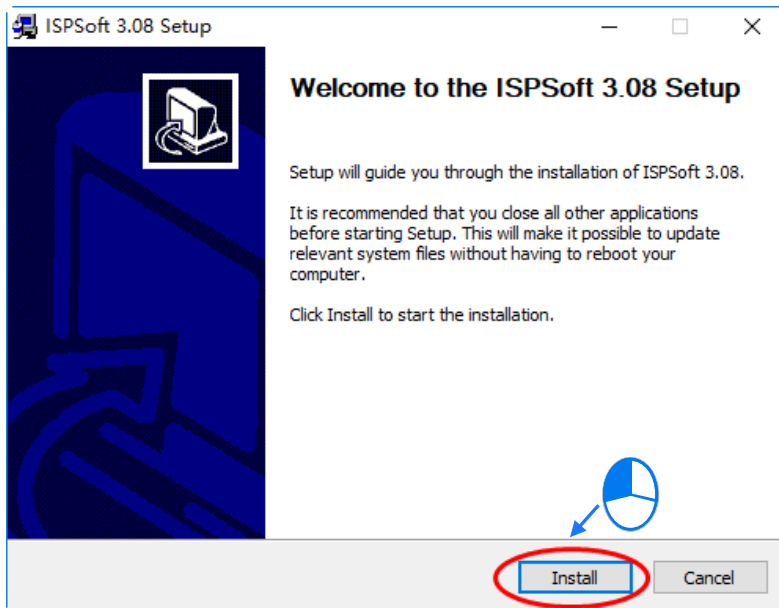 ISPSoft 3.08 Setup
Welcome to the ISPSoft 3.08 Setup
Setup will guide you through the installation of ISPSoft 3.08.
It is recommended that you close all other applications
before starting Setup. This will make it possible to update
relevant system files without having to reboot your
computer.
Click Install to start the installation.
Install
Cancel